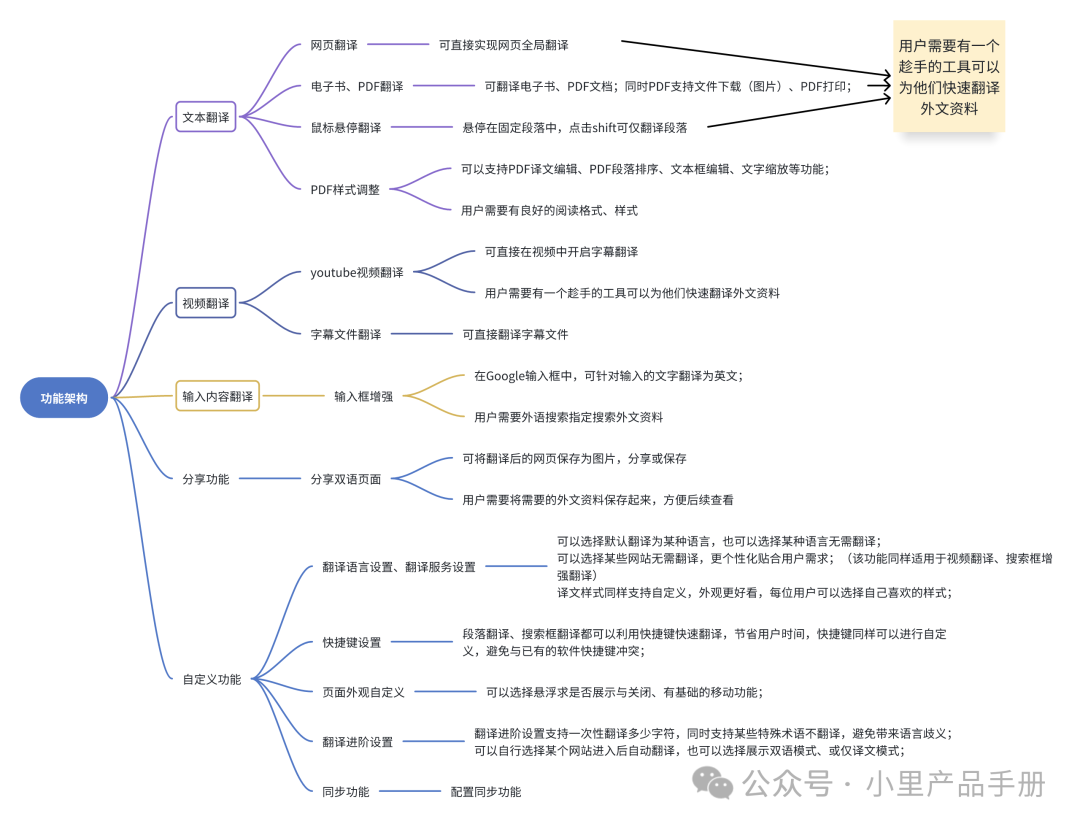 功能架构
文本翻译
网页翻译
可直接实现网页全局翻译
电子书、PDF翻译
可翻译电子书、PDF文档；同时PDF支持文件下载（图片）、PDF打印；
鼠标悬停翻译
悬停在固定段落中，点击shift可仅翻译段落
用户需要有一个
趁手的工具可以
为他们快速翻译
外文资料
PDF样式调整
可以支持PDF译文编辑、PDF段落排序、文本框编辑、文字缩放等功能；
用户需要有良好的阅读格式、样式
视频翻译
youtube视频翻译
可直接在视频中开启字幕翻译
用户需要有一个趁手的工具可以为他们快速翻译外文资料
字幕文件翻译
可直接翻译字幕文件
输入内容翻译
输入框增强
在Google输入框中，可针对输入的文字翻译为英文；
用户需要外语搜索指定搜索外文资料
分享功能
分享双语页面
可将翻译后的网页保存为图片，分享或保存
用户需要将需要的外文资料保存起来，方便后续查看
自定义功能
翻译语言设置、翻译服务设置
可以选择默认翻译为某种语言，也可以选择某种语言无需翻译；
可以选择某些网站无需翻译，更个性化贴合用户需求；（该功能同样适用于视频翻译、搜索框增
强翻译）
译文样式同样支持自定义，外观更好看，每位用户可以选择自己喜欢的样式；
快捷键设置
段落翻译、搜索框翻译都可以利用快捷键快速翻译，节省用户时间，快捷键同样可以进行自定
义，避免与已有的软件快捷键冲突；
页面外观自定义
可以选择悬浮求是否展示与关闭、有基础的移动功能；
翻译进阶设置
翻译进阶设置支持一次性翻译多少字符，同时支持某些特殊术语不翻译，避免带来语言歧义；
可以自行选择某个网站进入后自动翻译，也可以选择展示双语模式、或仅译文模式；
同步功能
配置同步功能
公众号 · 小里产品手册